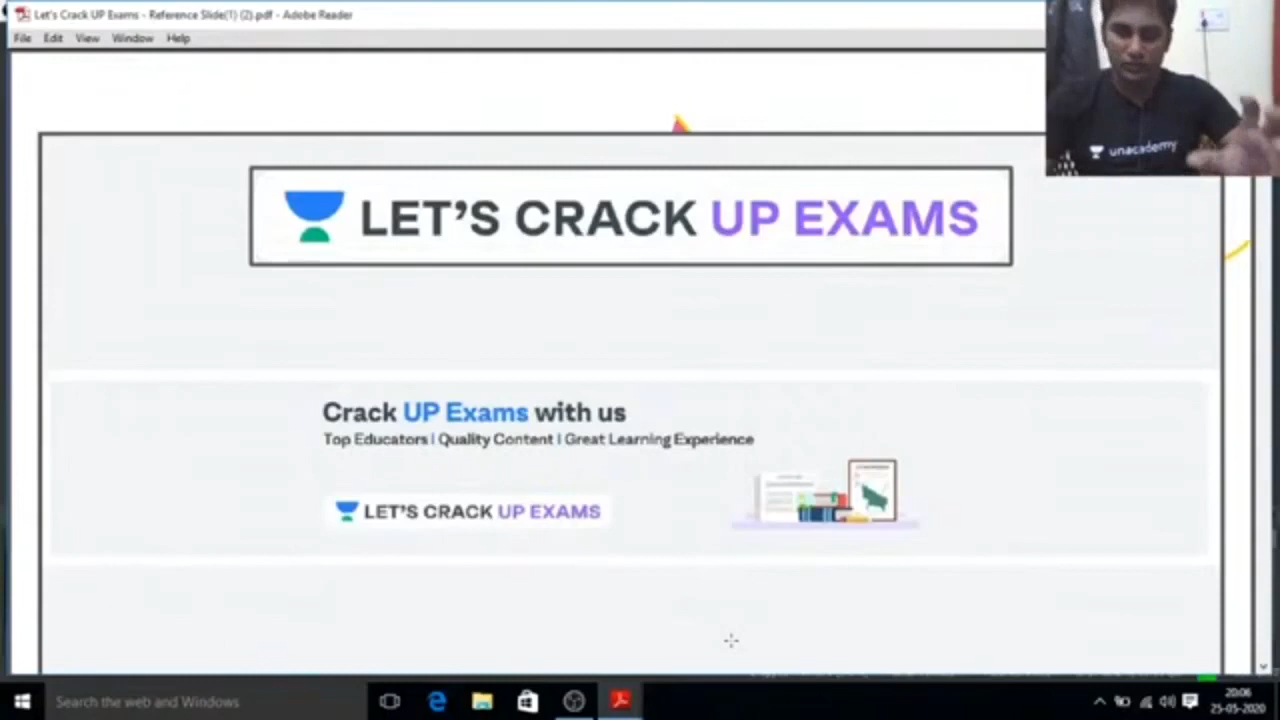 Let's Crack UP Exams - Reference Slide(1) (2).pdf - Adobe Reader
File Edit View Window Help
unacademy
LET'S CRACK UP EXAMS
Crack UP Exams with us
Top Educators | Quality Content | Great Learning Experience
LET'S CRACK UP EXAMS
Search the web and Windows
20:06
25-05-2020